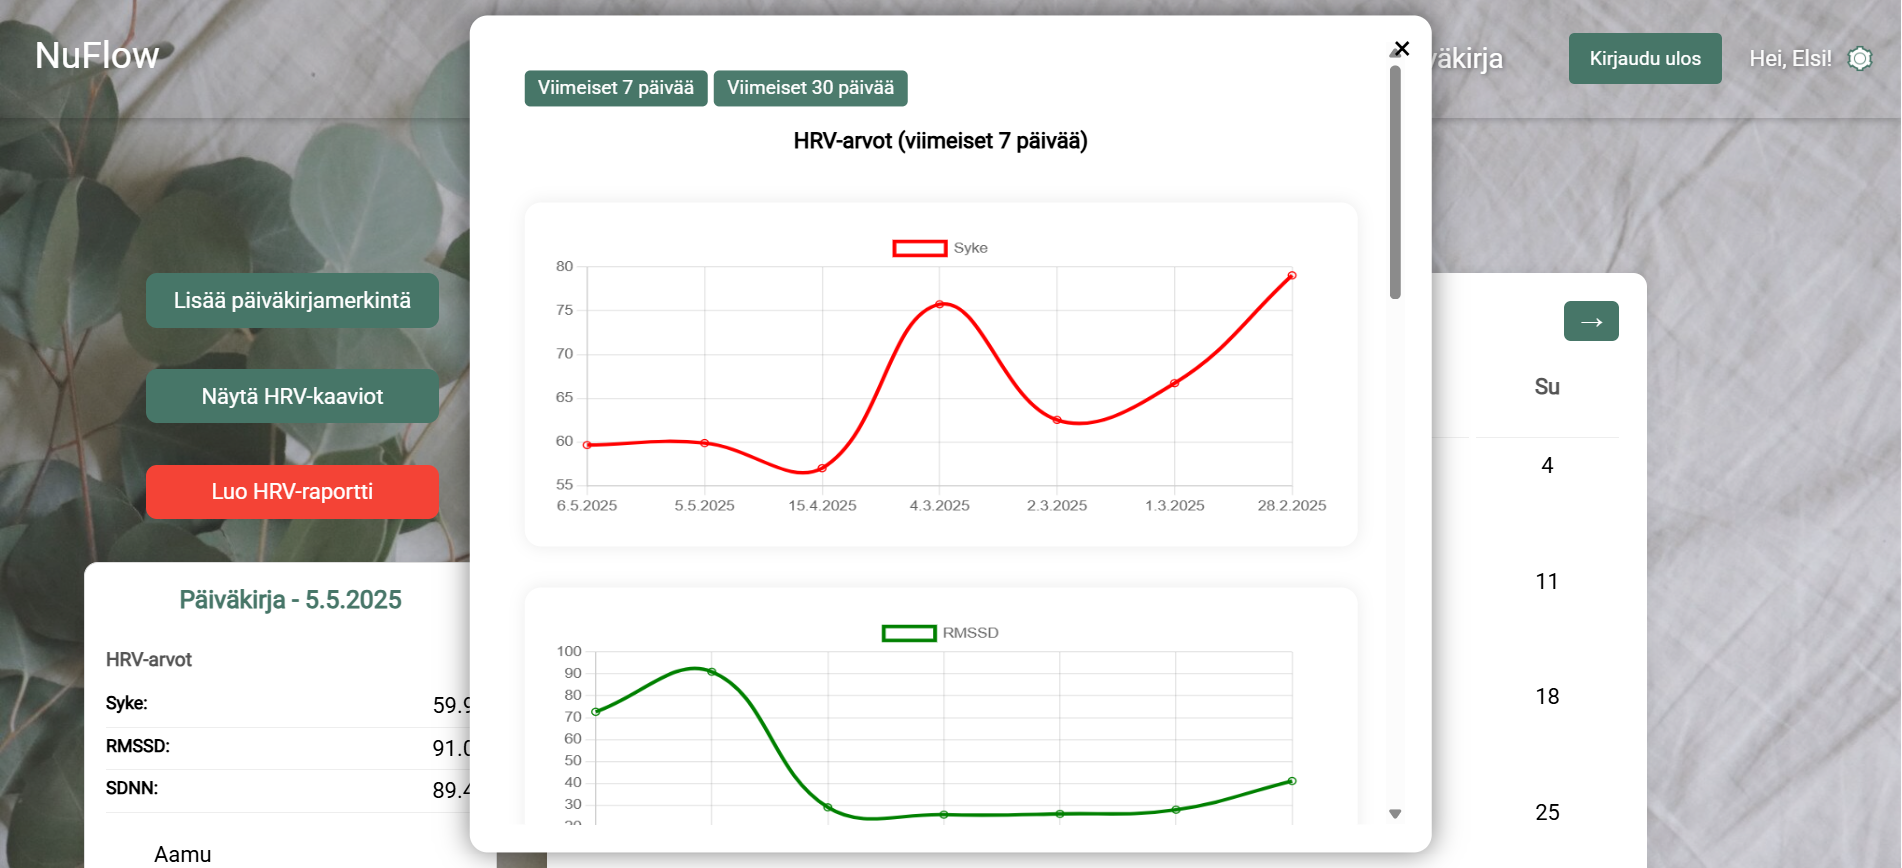 NuFlow
väkirja
Kirjaudu ulos
Hei, Elsi!
×
Viimeiset 7 päivää
Viimeiset 30 päivää
HRV-arvot (viimeiset 7 päivää)
Syke
80
75
70
65
60
55
6.5.2025 5.5.2025 15.4.2025 4.3.2025 2.3.2025 1.3.2025 28.2.2025
RMSSD
100
90
80
70
60
50
40
30
Lisää päiväkirjamerkintä
Näytä HRV-kaaviot
Luo HRV-raportti
Päiväkirja - 5.5.2025
HRV-arvot
Syke: 59.9
RMSSD: 91.0
SDNN: 89.4
Aamu
→
Su
4
11
18
25